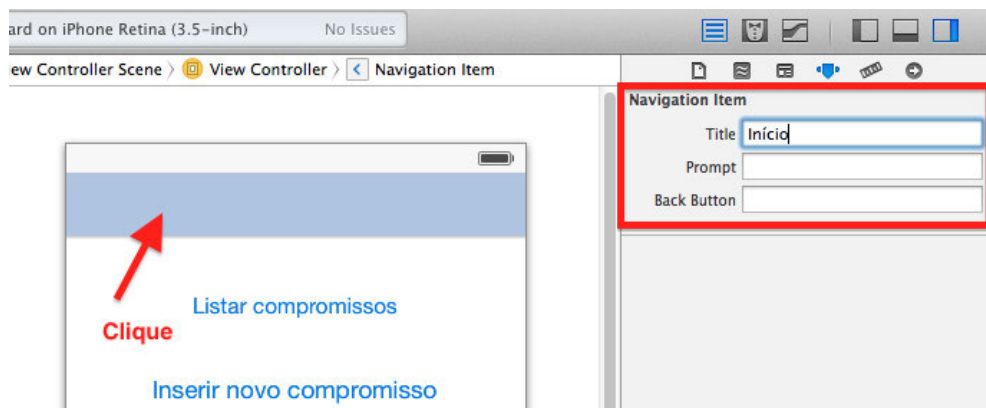 ard on iPhone Retina (3.5-inch) No Issues
ew Controller Scene View Controller Navigation Item
Navigation Item
Title Início
Prompt
Back Button
Listar compromissos
Clique
Inserir novo compromisso